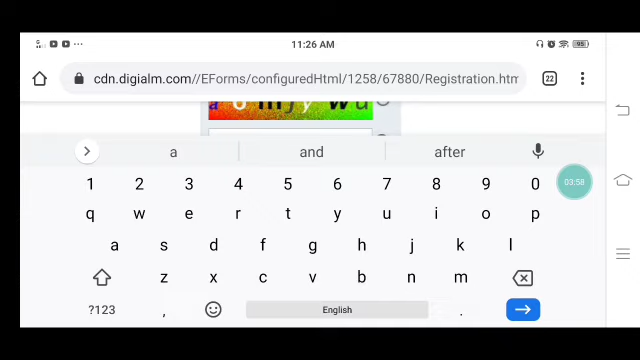 11:26 AM
95
cdn.digialm.com//EForms/configuredHtml/1258/67880/Registration.htm
22
a and after
1 2 3 4 5 6 7 8 9 0
03:58
q w e r t y u i o p
a s d f g h j k l
z x c v b n m
?123 , English .